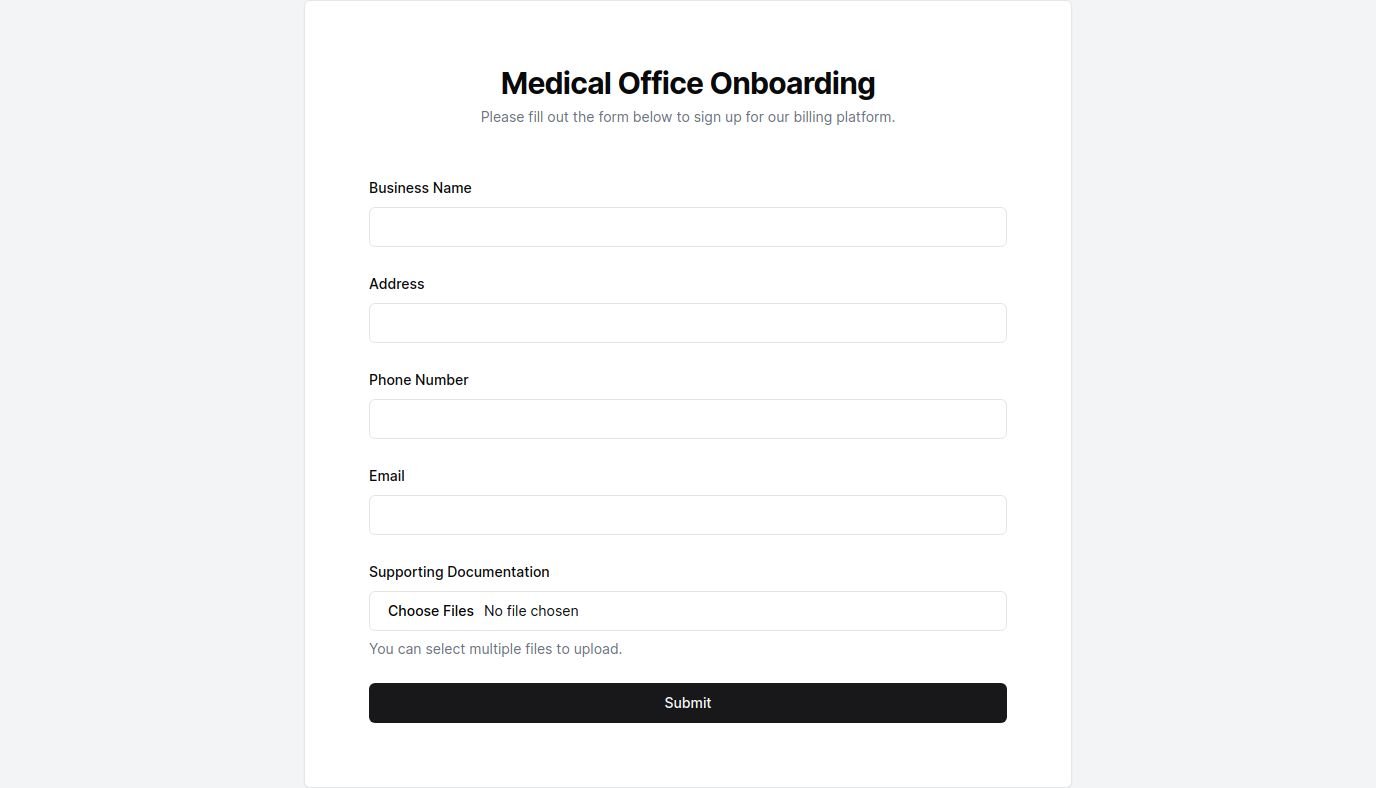 Medical Office Onboarding
Please fill out the form below to sign up for our billing platform.
Business Name
Address
Phone Number
Email
Supporting Documentation
Choose Files No file chosen
You can select multiple files to upload.
Submit